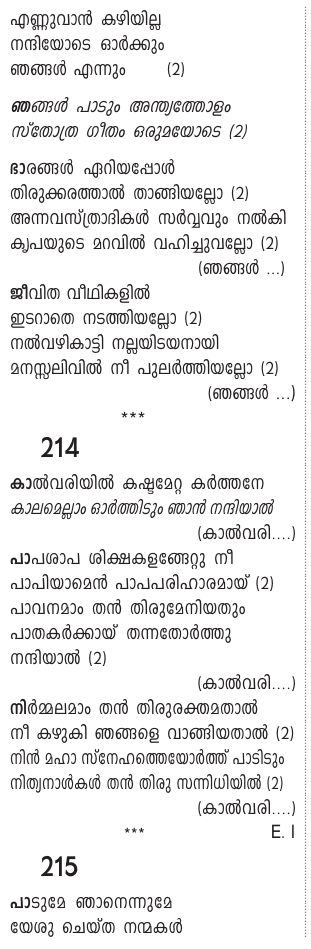 എണ്ണുവാൻ കഴിയില്ല
നന്ദിയോടെ ഓർക്കും
ഞങ്ങൾ എന്നും (2)
ഞങ്ങൾ പാടും അന്ത്യത്തോളം
സ്തോത്ര ഗീതം ഒരുമയോടെ (2)
ഭാരങ്ങൾ ഏറിയപ്പോൾ
തിരുക്കരത്താൽ താങ്ങിയല്ലോ (2)
അന്നവസ്ത്രാദികൾ സർവ്വവും നൽകി
കൃപയുടെ മറവിൽ വഹിച്ചുവല്ലോ (2)
(ഞങ്ങൾ ...)
ജീവിത വീഥികളിൽ
ഇടറാതെ നടത്തിയല്ലോ (2)
നൽവഴികാട്ടി നല്ലയിടയനായി
മനസ്സലിവിൽ നീ പുലർത്തിയല്ലോ (2)
(ഞങ്ങൾ ...)
***
214
കാൽവരിയിൽ കഷ്ടമേറ്റ കർത്തനേ
കാലമെല്ലാം ഓർത്തിടും ഞാൻ നന്ദിയാൽ
(കാൽവരി....)
പാപശാപ ശിക്ഷകളങ്ങേറ്റു നീ
പാപിയാമെൻ പാപപരിഹാരമായ് (2)
പാവനമാം തൻ തിരുമേനിയതും
പാതകർക്കായ് തന്നതോർത്തു
നന്ദിയാൽ (2)
(കാൽവരി....)
നിർമ്മലമാം തൻ തിരുരക്തമതാൽ
നീ കഴുകി ഞങ്ങളെ വാങ്ങിയതാൽ (2)
നിൻ മഹാ സ്നേഹത്തെയോർത്ത് പാടിടും
നിത്യനാൾകൾ തൻ തിരു സന്നിധിയിൽ (2)
(കാൽവരി....)
*** E. I
215
പാടുമേ ഞാനെന്നുമേ
യേശു ചെയ്ത നന്മകൾ